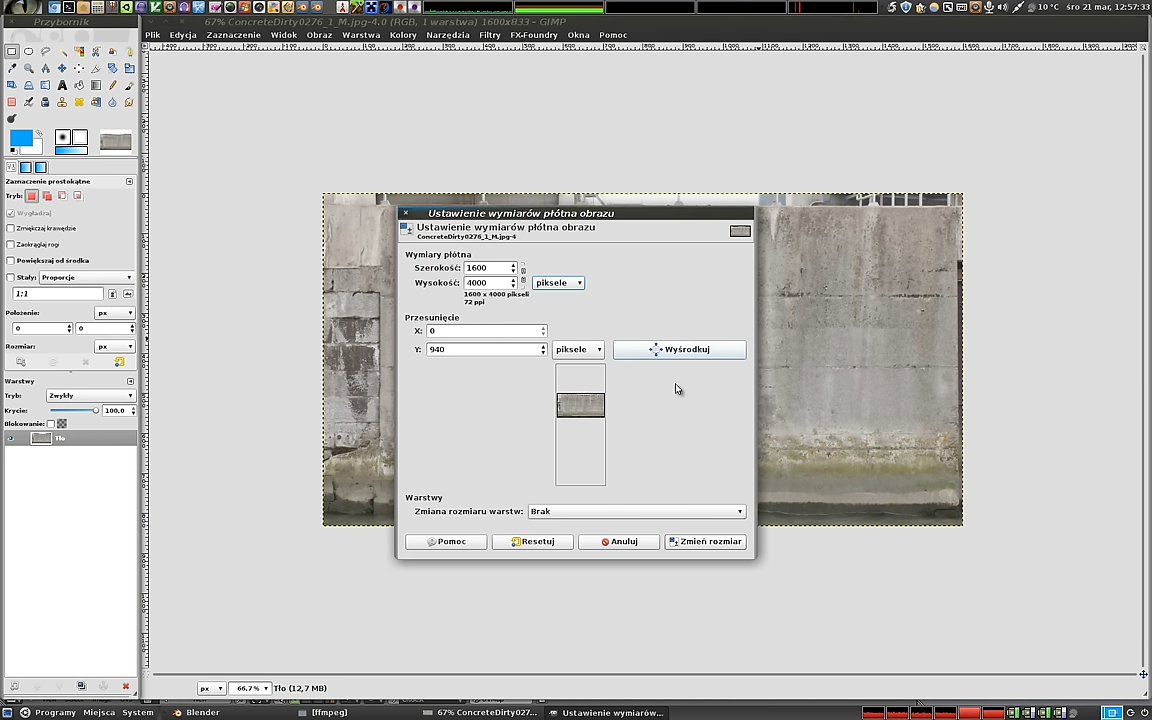 10 °C śro 21 mar, 12:57:33
Przybornik
67% ConcreteDirty0276_1_M.jpg-4.0 (RGB, 1 warstwa) 1600x833 – GIMP
Plik Edycja Zaznaczenie Widok Obraz Warstwa Kolory Narzędzia Filtry FX-Foundry Okna Pomoc
Zaznaczenie prostokątne
Tryb:
Wygładzaj
Zmiękczaj krawędzie
Zaokrąglaj rogi
Powiększaj od środka
Stały: Proporcje
1:1
Położenie: px
0 0
Rozmiar: px
Warstwy
Tryb: Zwykły
Krycie: 100,0
Blokowanie:
Tło
Ustawienie wymiarów płótna obrazu
Ustawienie wymiarów płótna obrazu
ConcreteDirty0276_1_M.jpg-4
Wymiary płótna
Szerokość: 1600
Wysokość: 4000 piksele
1600 x 4000 pikseli
72 ppi
Przesunięcie
X: 0
Y: 940 piksele Wyśrodkuj
Warstwy
Zmiana rozmiaru warstw: Brak
Pomoc Resetuj Anuluj Zmień rozmiar
px 66,7% Tło (12,7 MB)
Programy Miejsca System Blender [ffmpeg] 67% ConcreteDirty027... Ustawienie wymiarów...